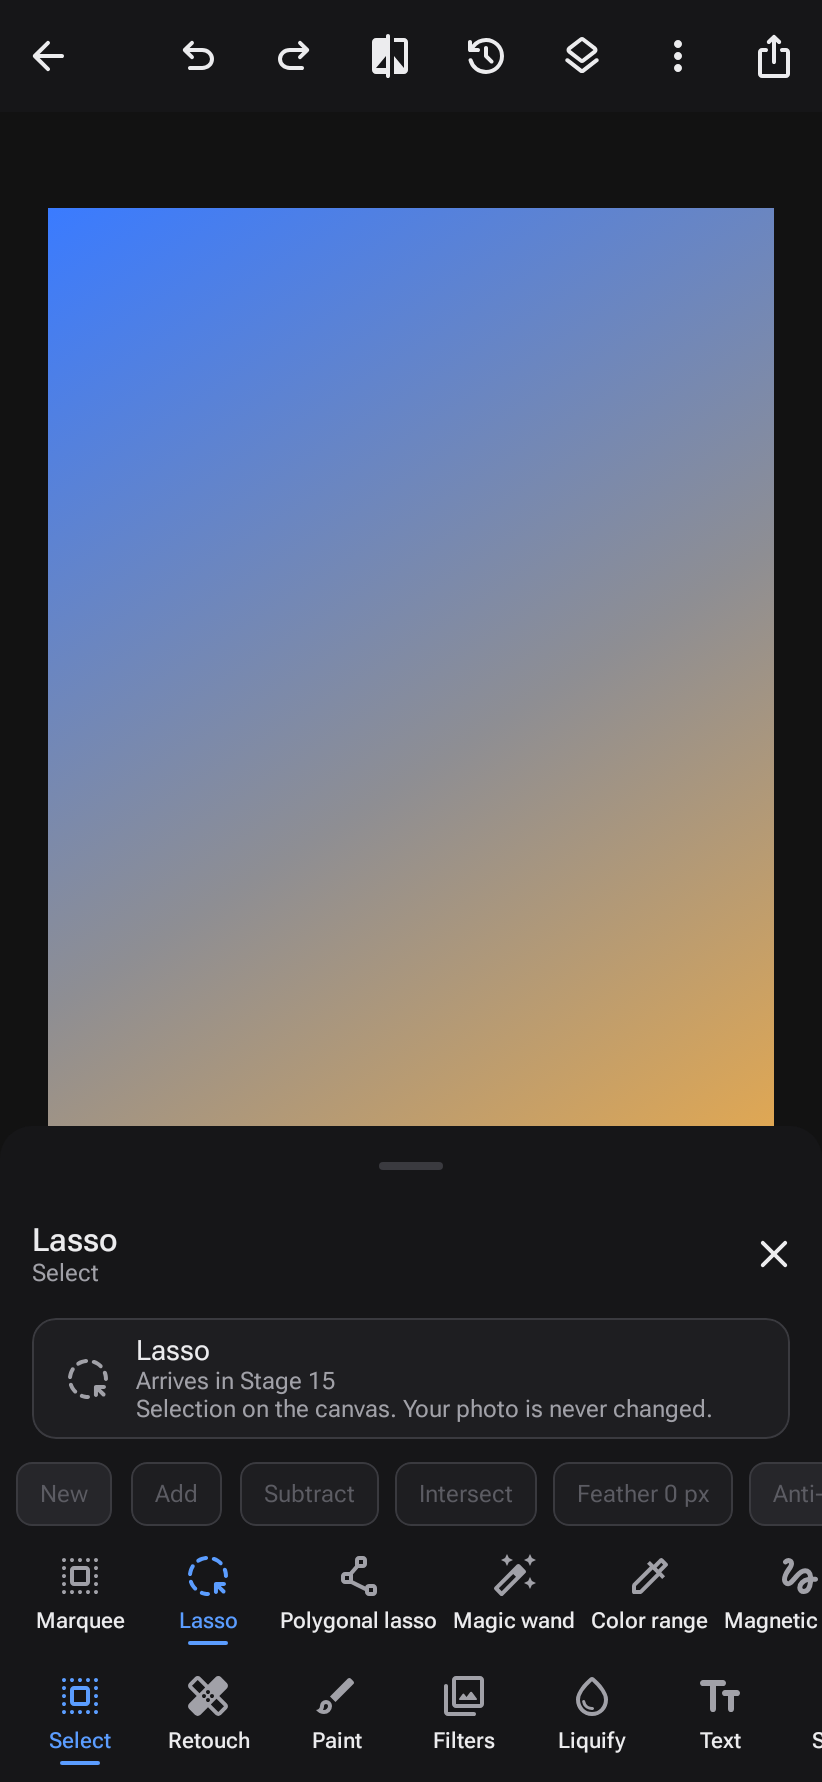 Lasso
Select
Lasso
Arrives in Stage 15
Selection on the canvas. Your photo is never changed.
New Add Subtract Intersect Feather 0 px Anti-
Marquee Lasso Polygonal lasso Magic wand Color range Magnetic
Select Retouch Paint Filters Liquify Text S